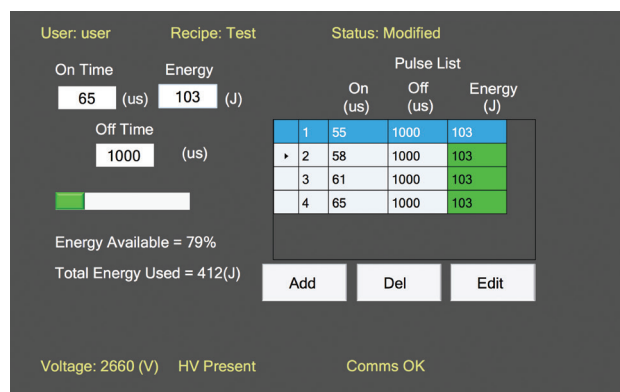 User: user Recipe: Test Status: Modified
On Time Energy Pulse List
65 (us) 103 (J)
On (us) Off (us) Energy (J)
Off Time
1000 (us)
1 55 1000 103
2 58 1000 103
3 61 1000 103
4 65 1000 103
Energy Available = 79%
Total Energy Used = 412(J)
Add Del Edit
Voltage: 2660 (V) HV Present Comms OK